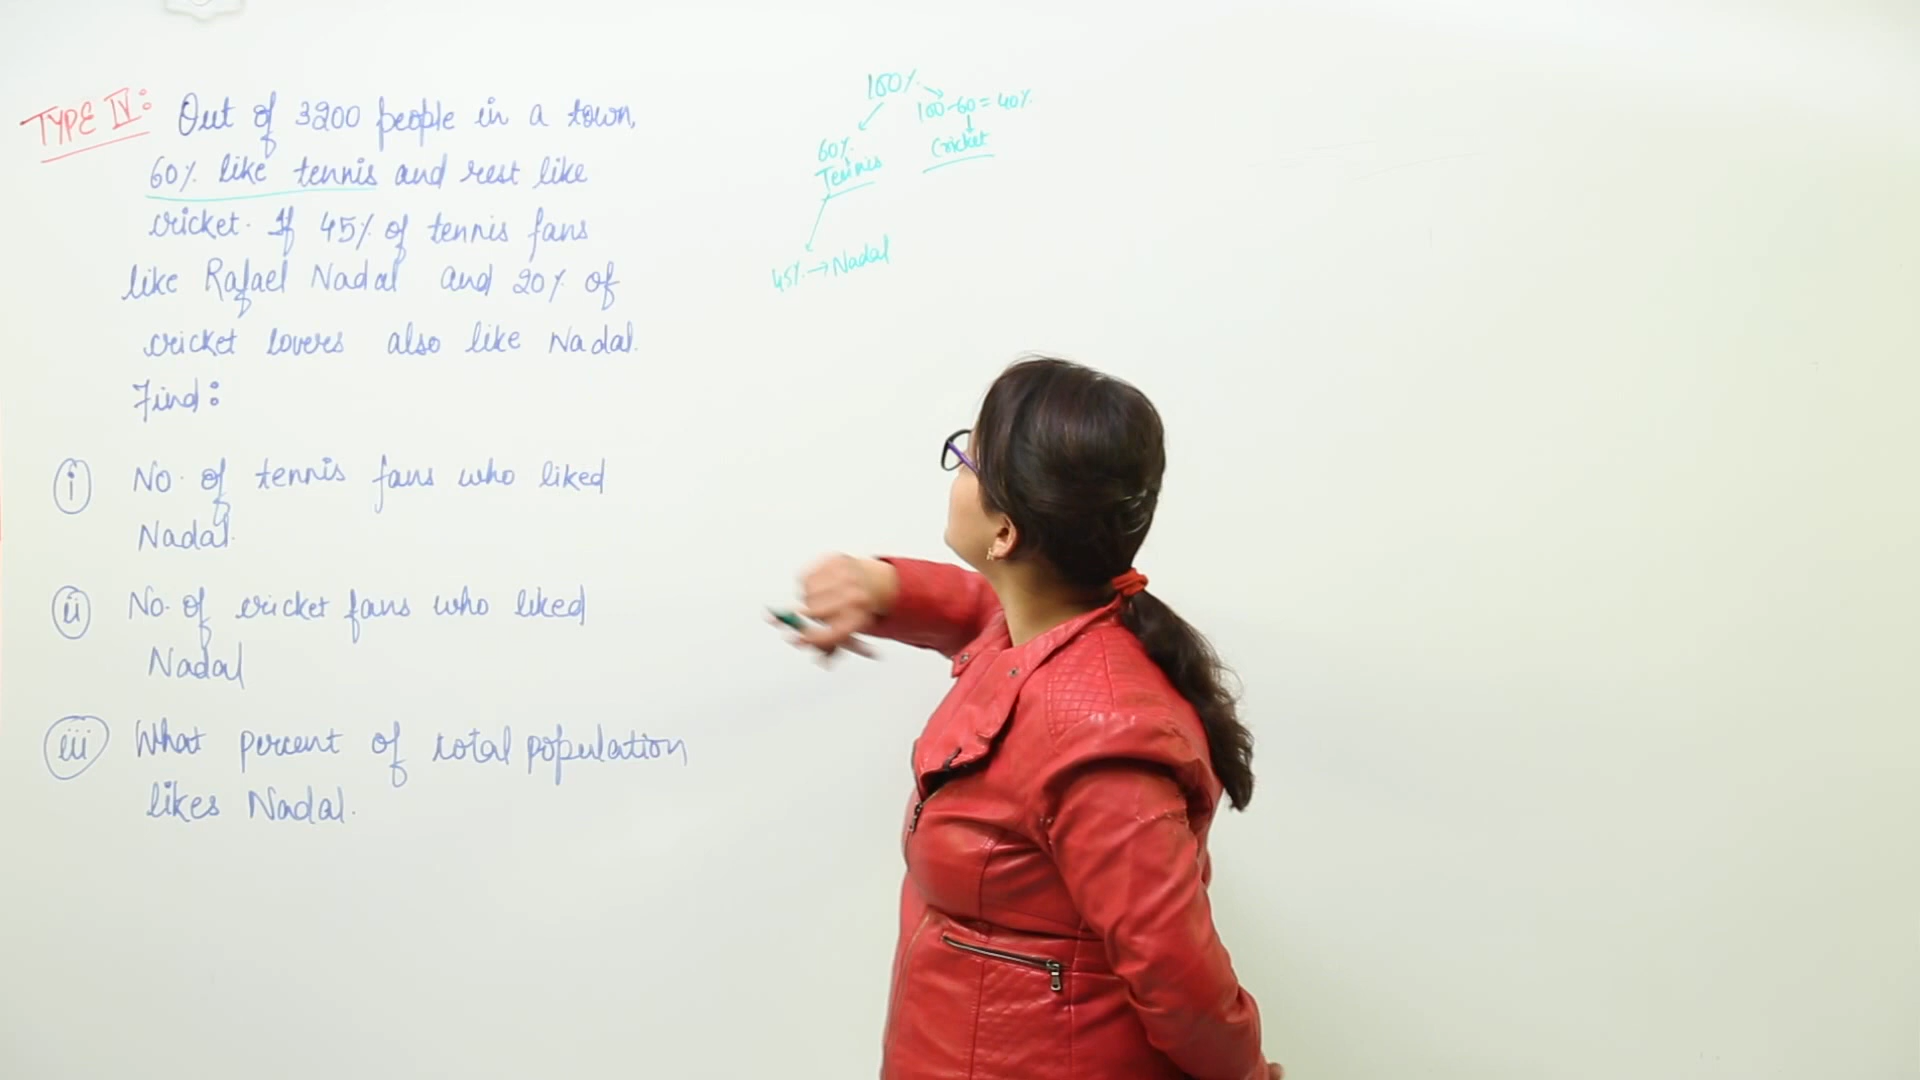 TYPE IV: Out of 3200 people in a town,
60% like tennis and rest like
cricket. If 45% of tennis fans
like Rafael Nadal and 20% of
cricket lovers also like Nadal.
Find:
i No. of tennis fans who liked
Nadal.
ii No. of cricket fans who liked
Nadal
iii What percent of total population
likes Nadal.
100%
100-60=40%
60%
Cricket
Tennis
45% → Nadal